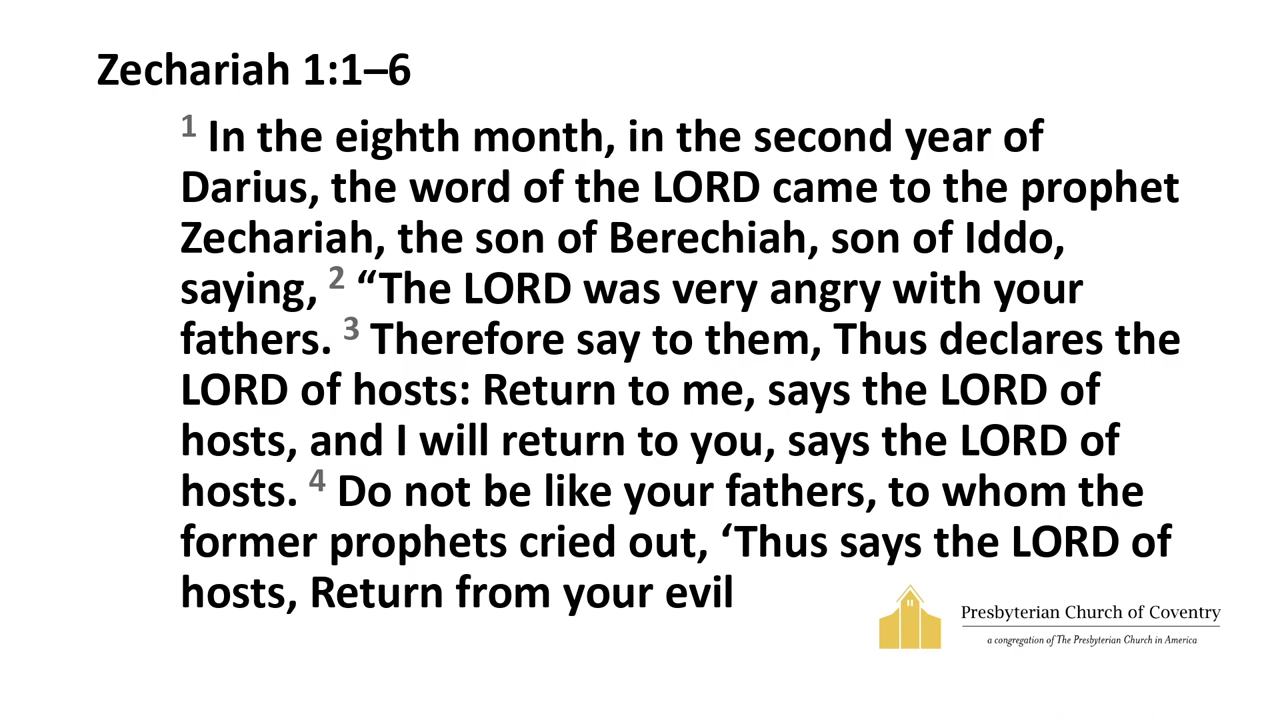 Zechariah 1:1–6
1 In the eighth month, in the second year of
Darius, the word of the LORD came to the prophet
Zechariah, the son of Berechiah, son of Iddo,
saying, 2 “The LORD was very angry with your
fathers. 3 Therefore say to them, Thus declares the
LORD of hosts: Return to me, says the LORD of
hosts, and I will return to you, says the LORD of
hosts. 4 Do not be like your fathers, to whom the
former prophets cried out, ‘Thus says the LORD of
hosts, Return from your evil
Presbyterian Church of Coventry
a congregation of The Presbyterian Church in America